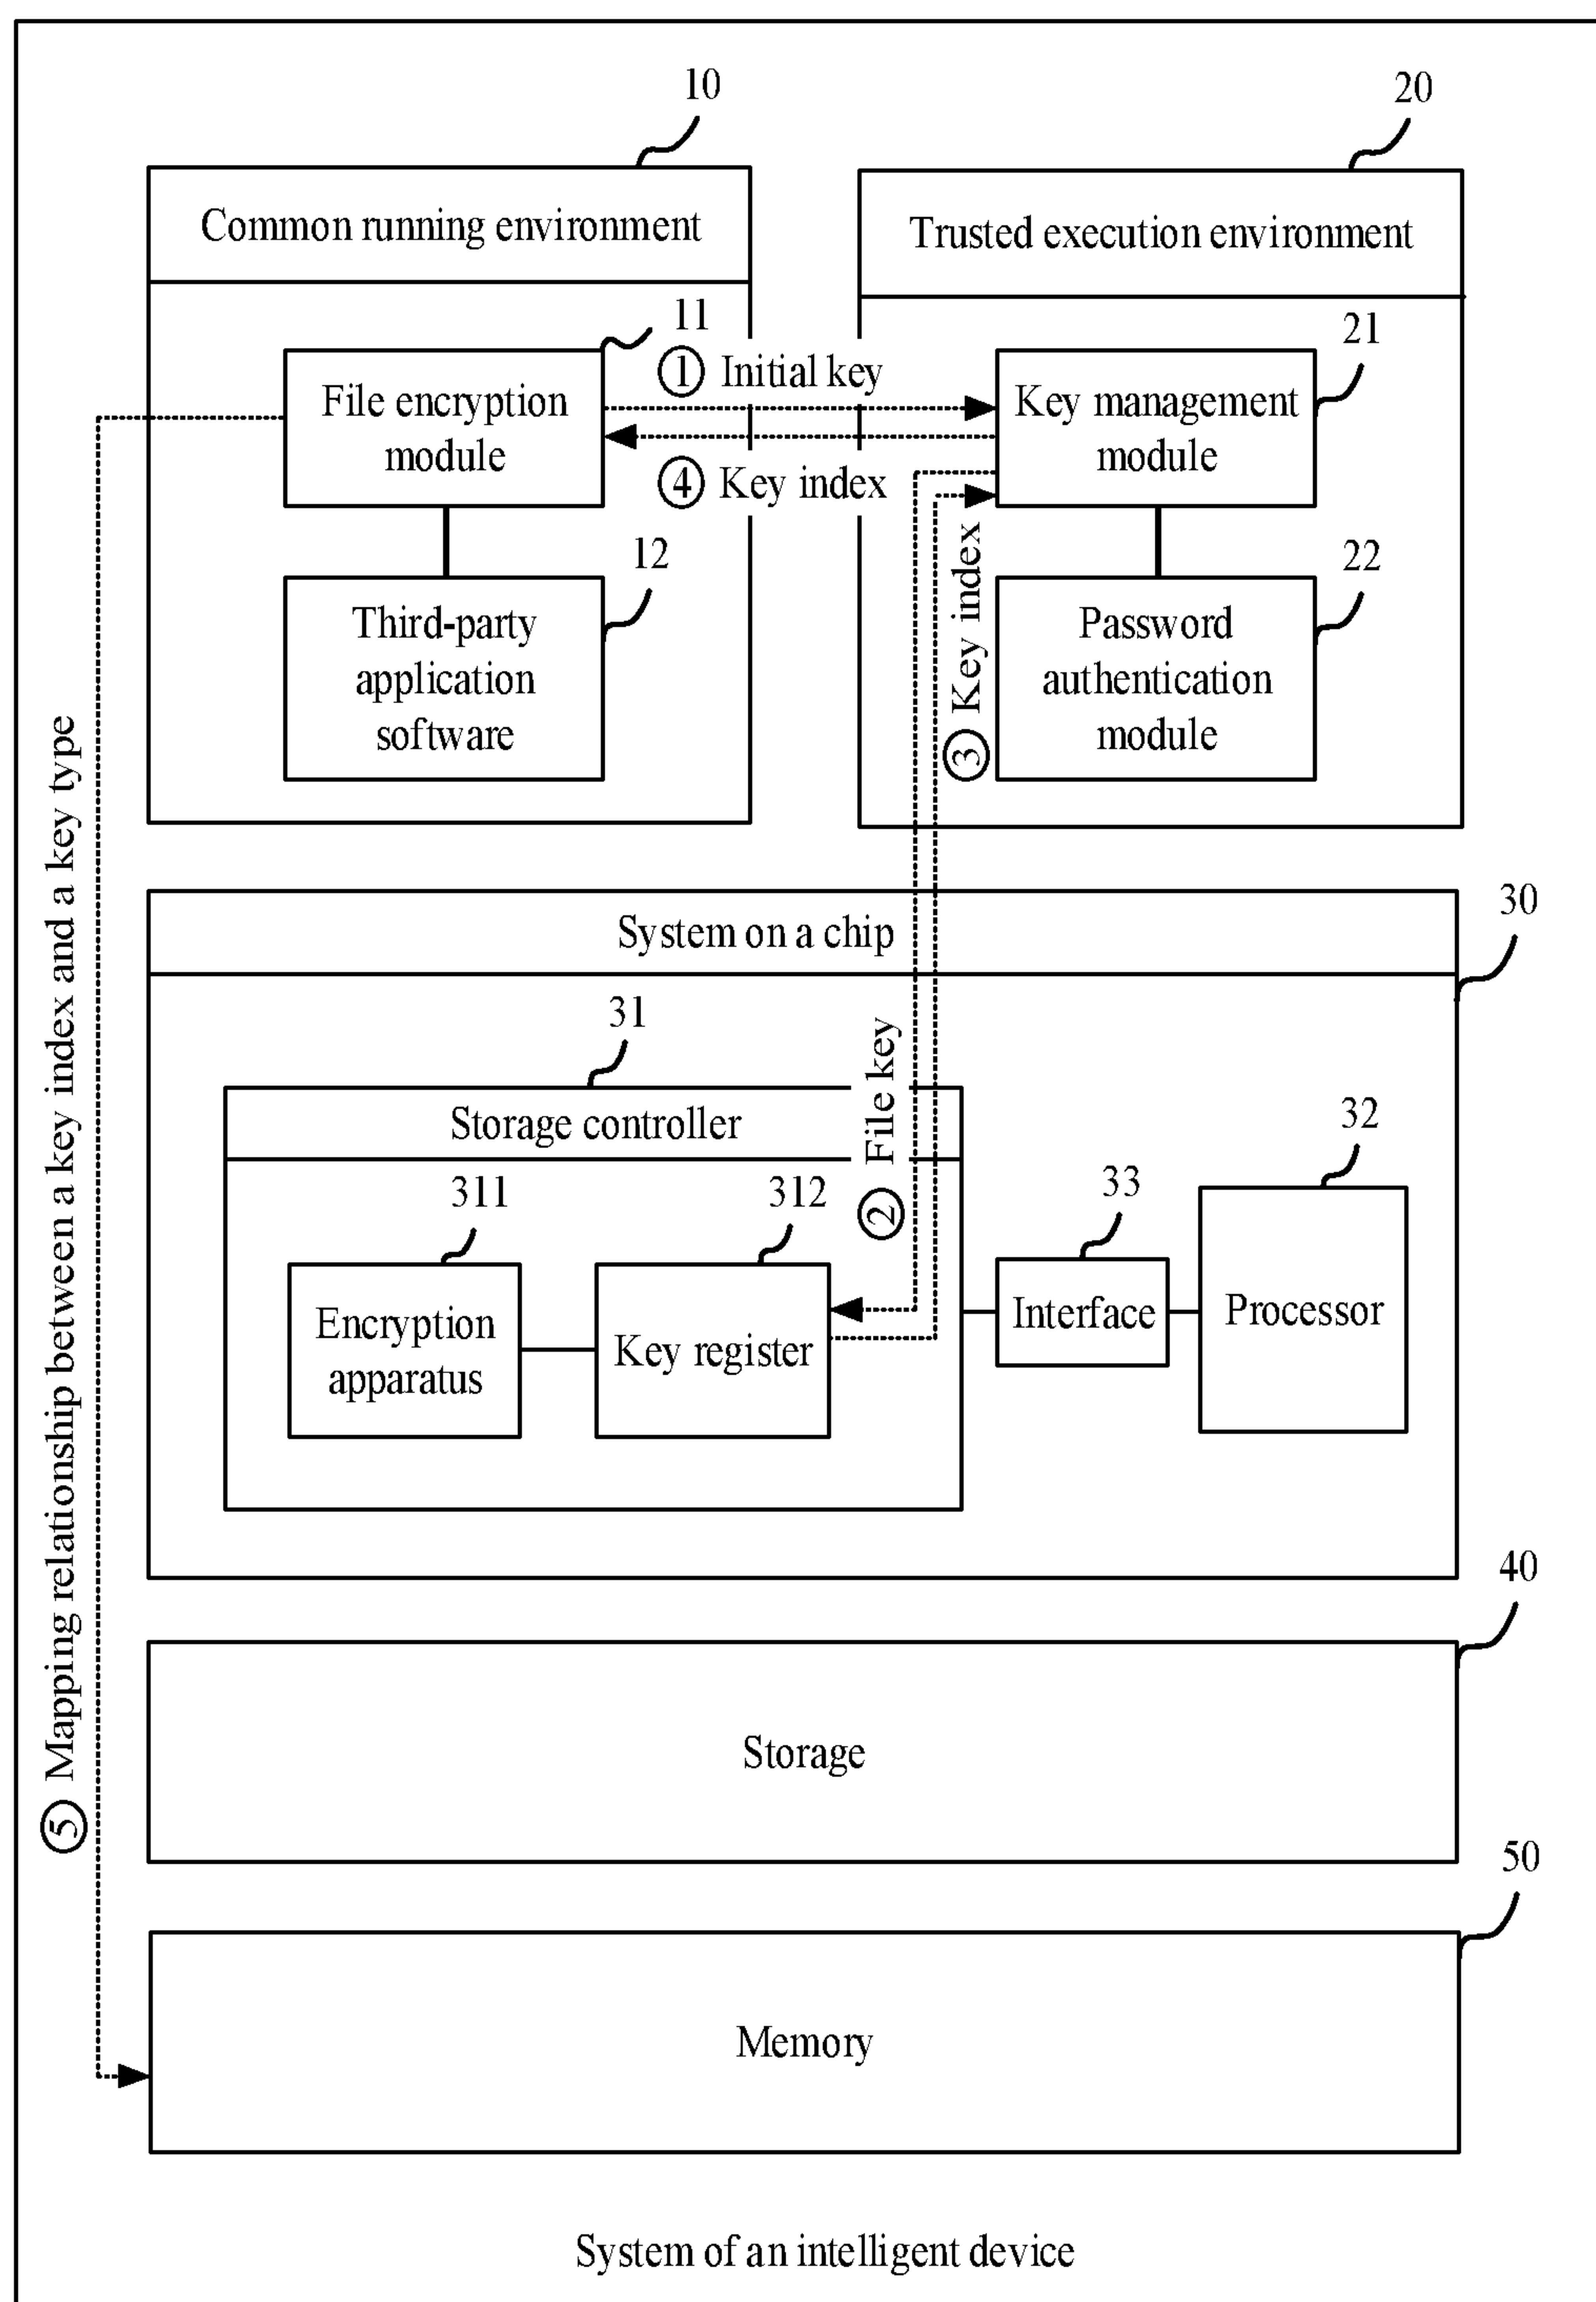 10
20
Common running environment
Trusted execution environment
11
21
① Initial key
File encryption
module
Key management
module
④ Key index
12
22
③ Key index
Third-party
application
software
Password
authentication
module
⑤ Mapping relationship between a key index and a key type
30
System on a chip
31
② File key
Storage controller
32
311
312
33
Encryption
apparatus
Key register
Interface
Processor
40
Storage
50
Memory
System of an intelligent device